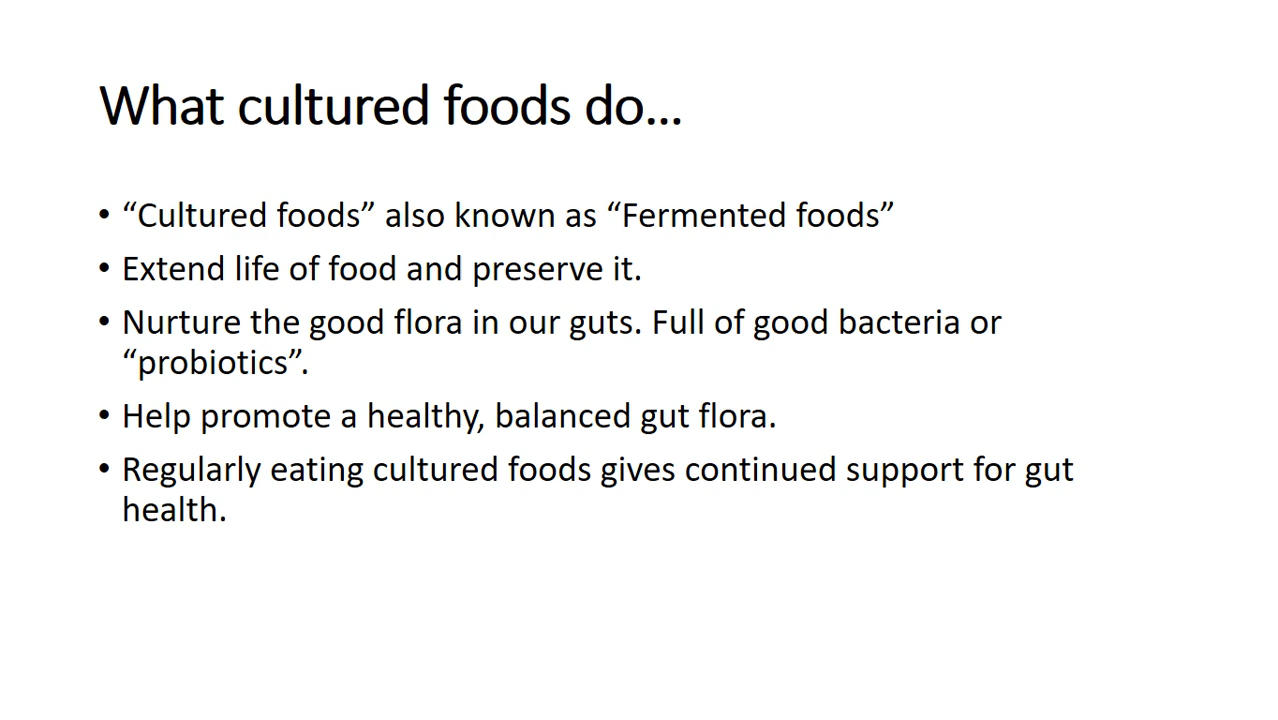 What cultured foods do...
• “Cultured foods” also known as “Fermented foods”
• Extend life of food and preserve it.
• Nurture the good flora in our guts. Full of good bacteria or
“probiotics”.
• Help promote a healthy, balanced gut flora.
• Regularly eating cultured foods gives continued support for gut
health.